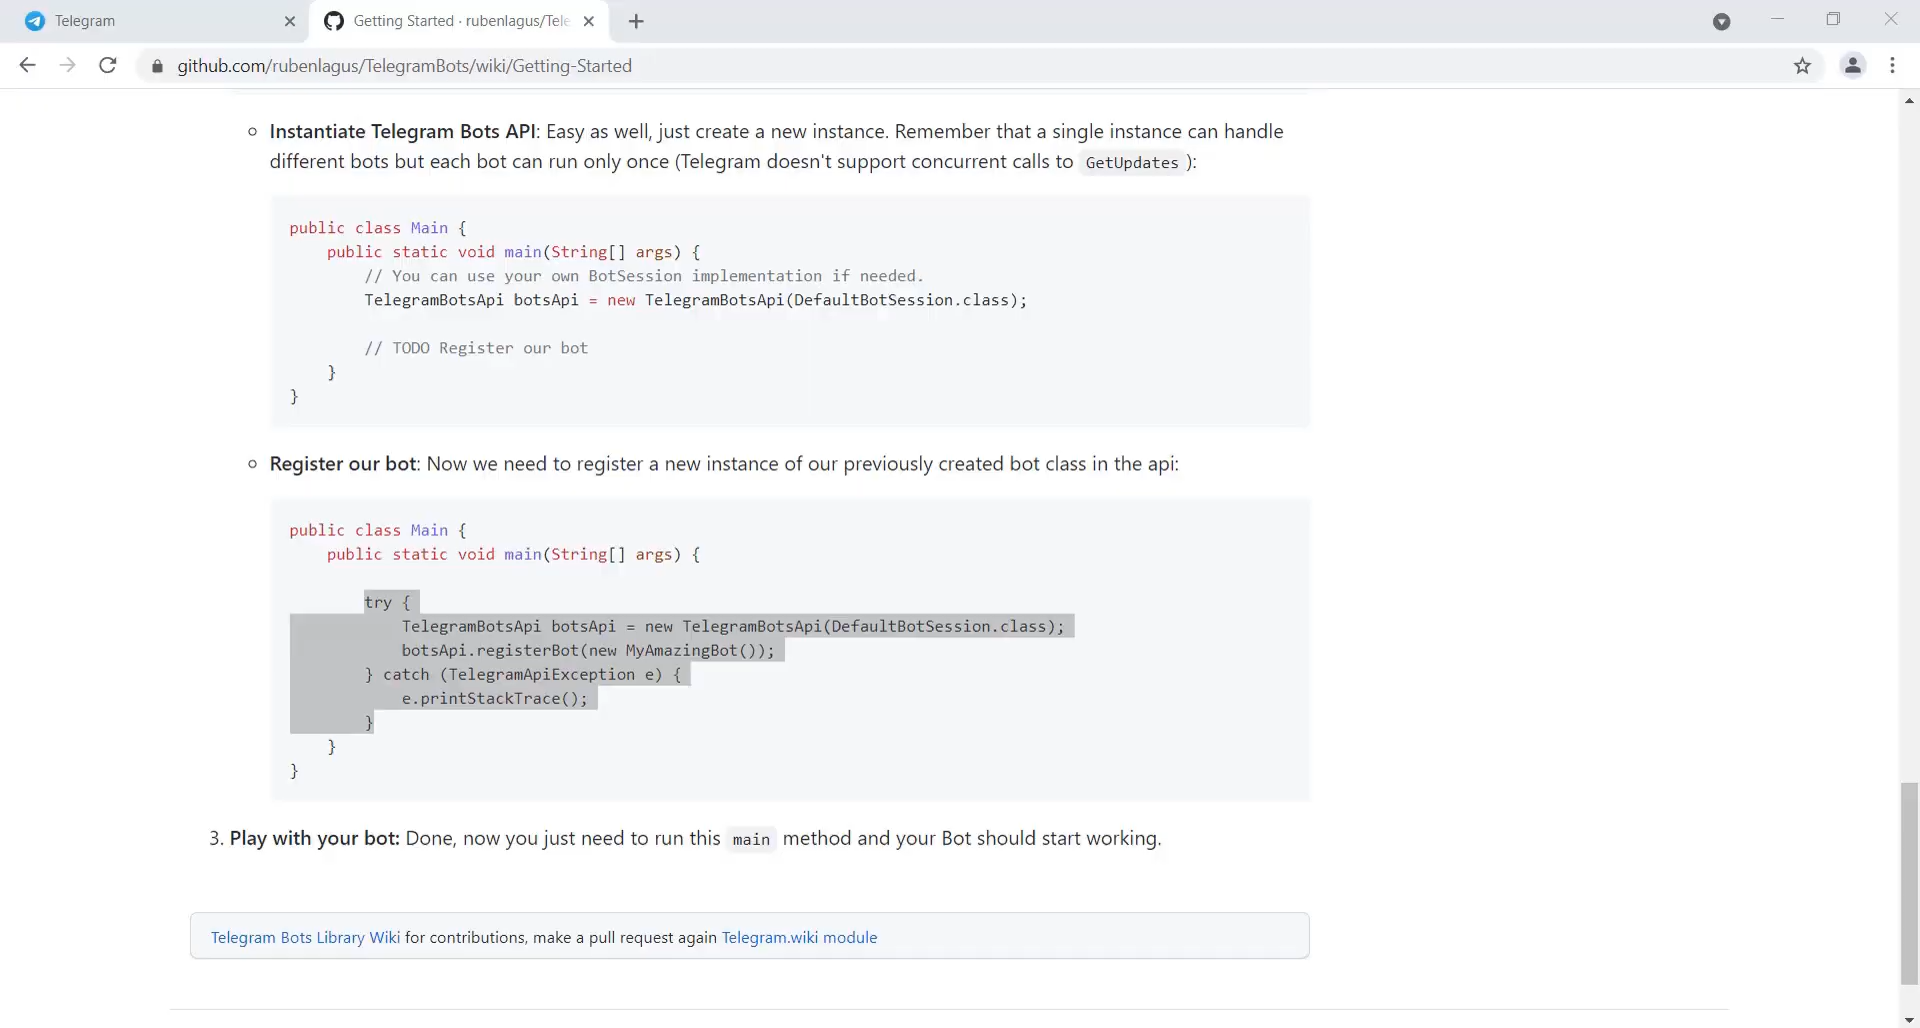 Telegram
Getting Started · rubenlagus/Tele
github.com/rubenlagus/TelegramBots/wiki/Getting-Started
Instantiate Telegram Bots API: Easy as well, just create a new instance. Remember that a single instance can handle
different bots but each bot can run only once (Telegram doesn't support concurrent calls to GetUpdates ):
public class Main {
public static void main(String[] args) {
// You can use your own BotSession implementation if needed.
TelegramBotsApi botsApi = new TelegramBotsApi(DefaultBotSession.class);
// TODO Register our bot
}
}
Register our bot: Now we need to register a new instance of our previously created bot class in the api:
public class Main {
public static void main(String[] args) {
try {
TelegramBotsApi botsApi = new TelegramBotsApi(DefaultBotSession.class);
botsApi.registerBot(new MyAmazingBot());
} catch (TelegramApiException e) {
e.printStackTrace();
}
}
}
3. Play with your bot: Done, now you just need to run this main method and your Bot should start working.
Telegram Bots Library Wiki for contributions, make a pull request again Telegram.wiki module